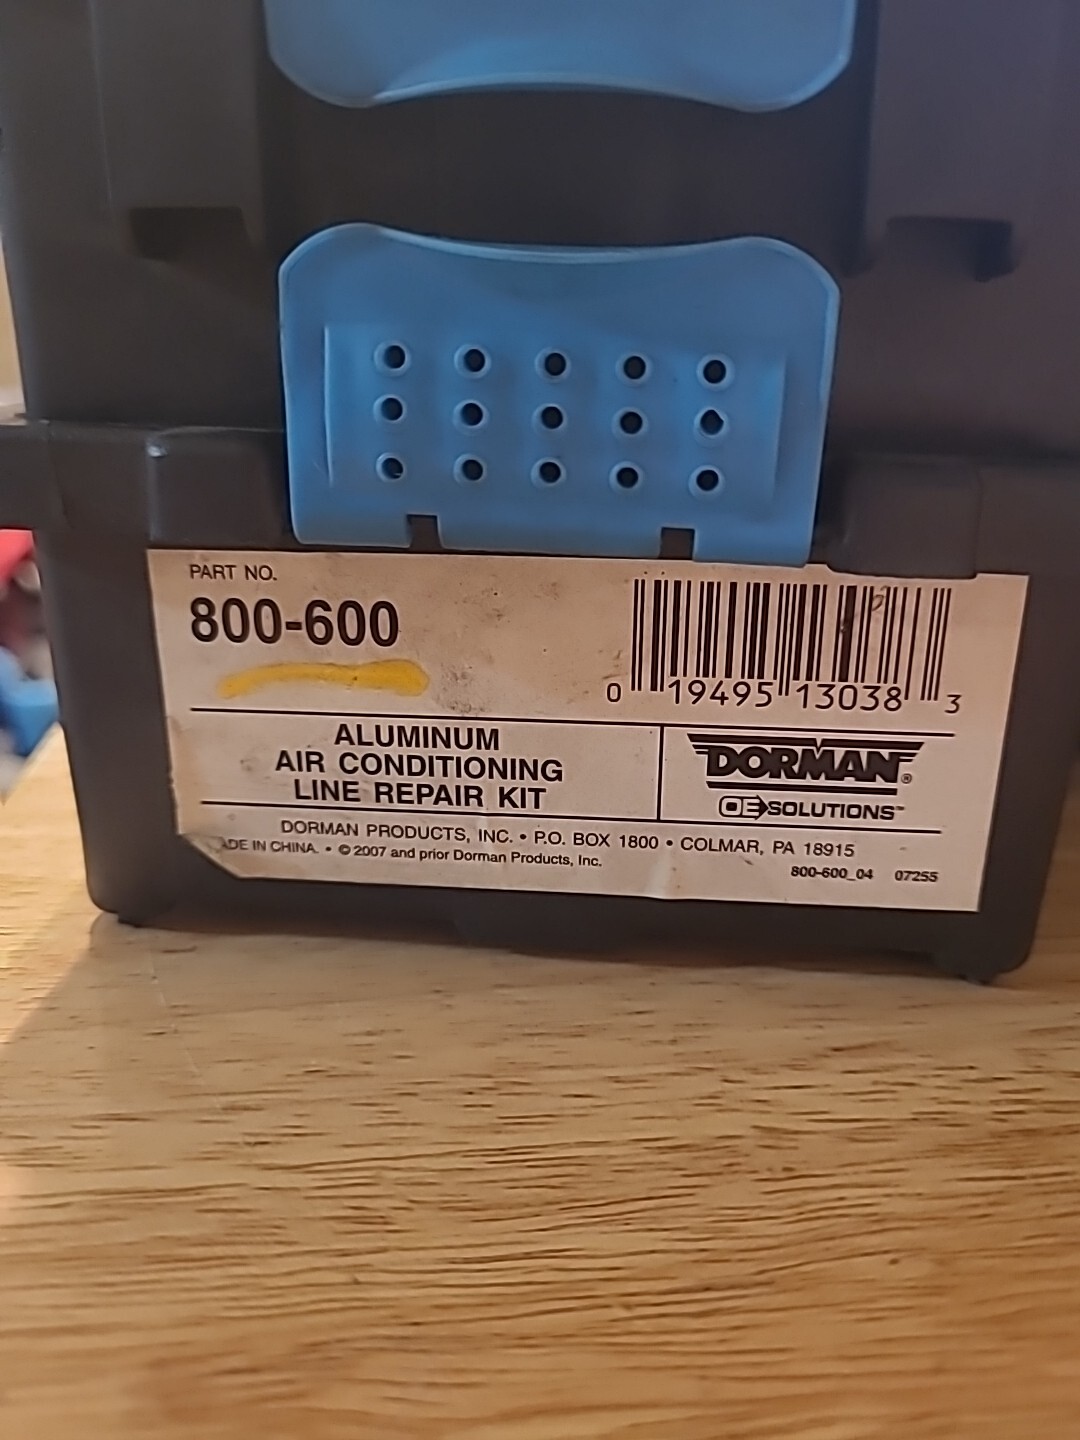 PART NO.
800-600
0 19495 13038 3
ALUMINUM
AIR CONDITIONING
LINE REPAIR KIT
DORMAN®
OE SOLUTIONS™
DORMAN PRODUCTS, INC. • P.O. BOX 1800 • COLMAR, PA 18915
ADE IN CHINA. • © 2007 and prior Dorman Products, Inc.
800-600_04 07255